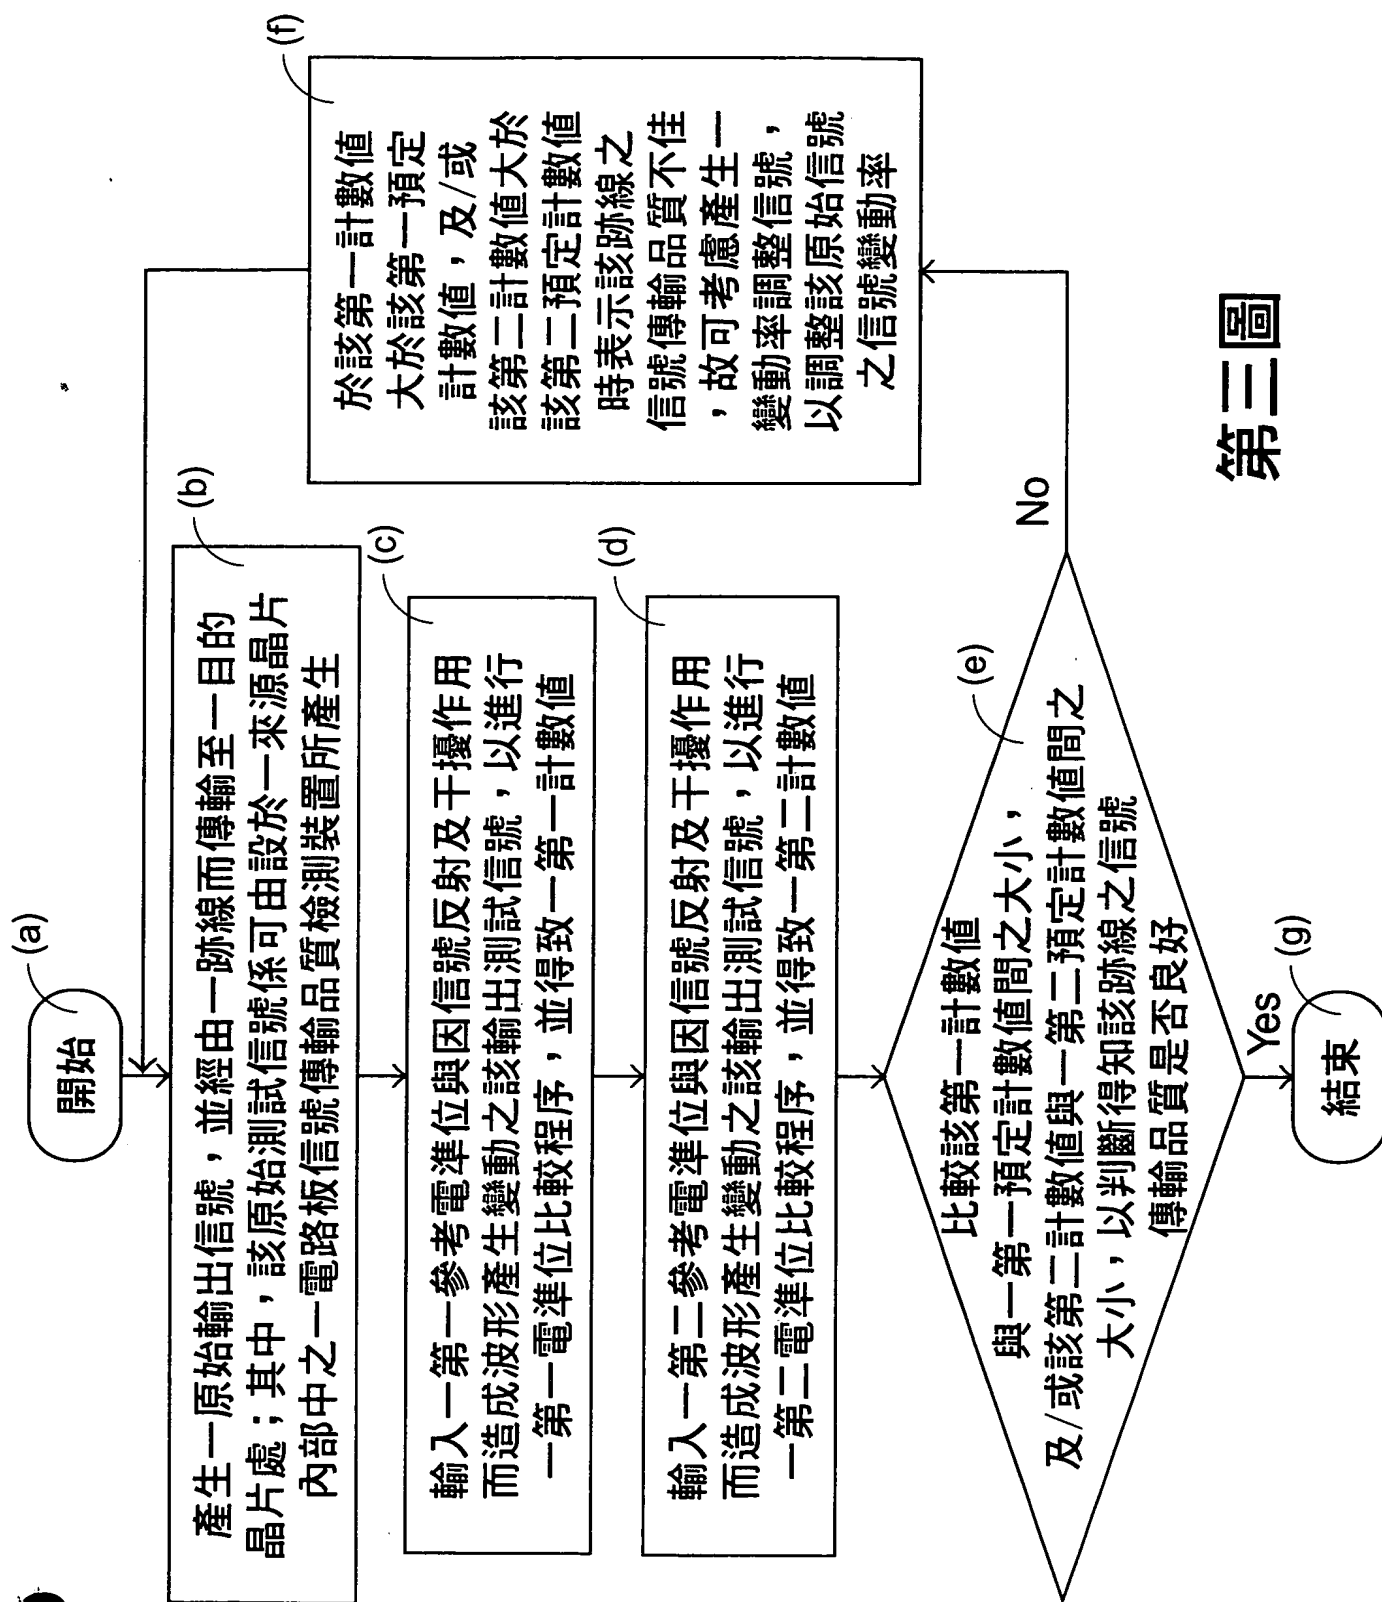 (a)
開始
(b)
產生一原始輸出信號，並經由一跡線而傳輸至一目的
晶片處；其中，該原始測試信號係可由設於一來源晶片
內部中之一電路板信號傳輸品質檢測裝置所產生
(c)
輸入一第一參考電準位與因信號反射及干擾作用
而造成波形產生變動之該輸出測試信號，以進行
一第一電準位比較程序，並得致一第一計數值
(d)
輸入一第二參考電準位與因信號反射及干擾作用
而造成波形產生變動之該輸出測試信號，以進行
一第二電準位比較程序，並得致一第二計數值
(e)
比較該第一計數值
與一第一預定計數值間之大小，
及/或該第二計數值與一第二預定計數值間之
大小，以判斷得知該跡線之信號
傳輸品質是否良好
No
Yes
(f)
於該第一計數值
大於該第一預定
計數值，及/或
該第二計數值大於
該第二預定計數值
時表示該跡線之
信號傳輸品質不佳
，故可考慮產生一
變動率調整信號，
以調整該原始信號
之信號變動率
(g)
結束
第三圖